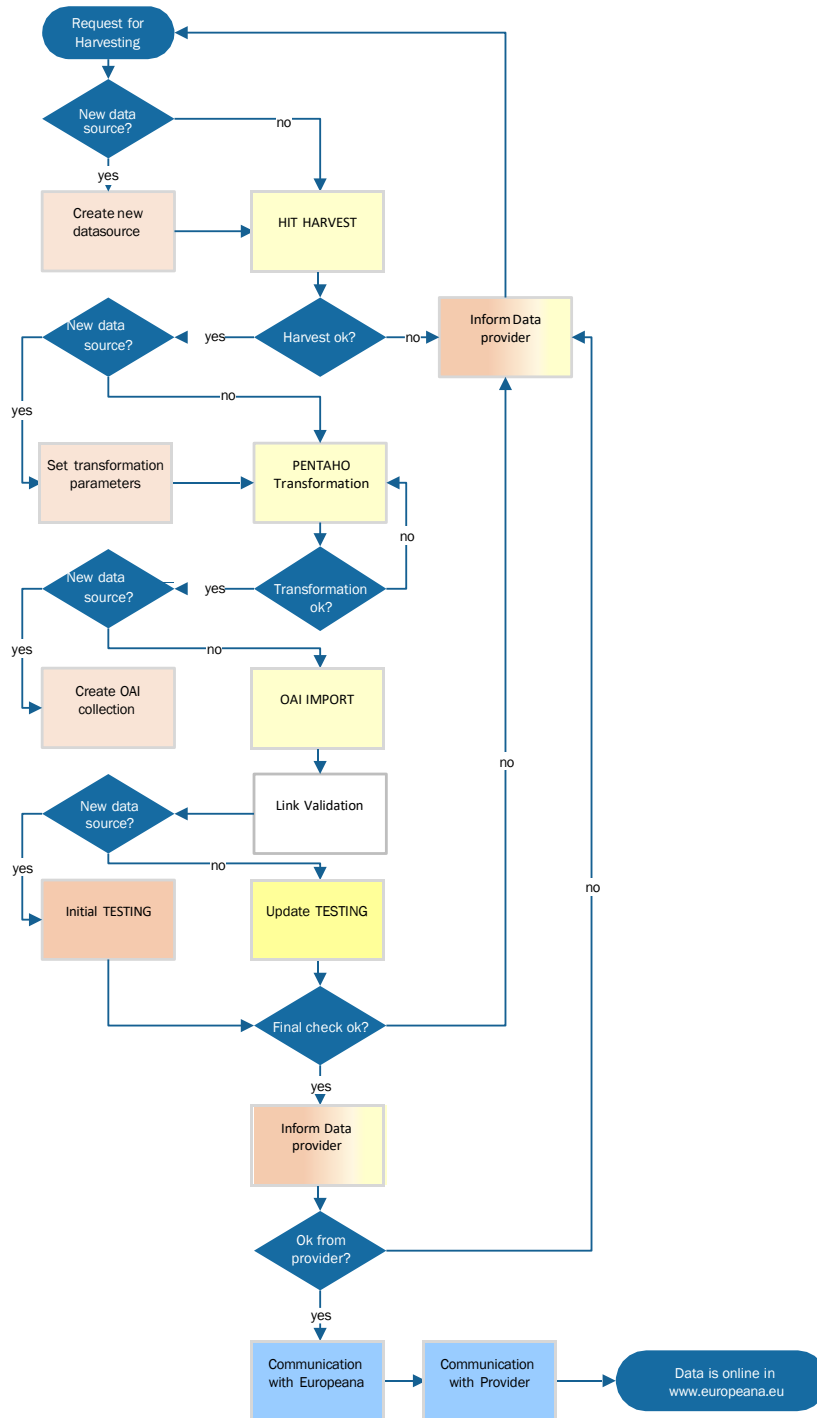 Request for
Harvesting
New data
source?
no
yes
Create new
datasource
HIT HARVEST
New data
source?
yes
Harvest ok?
no
Inform Data
provider
no
yes
Set transformation
parameters
PENTAHO
Transformation
no
New data
source?
yes
Transformation
ok?
no
yes
Create OAI
collection
OAI IMPORT
no
New data
source?
Link Validation
no
yes
no
Initial TESTING
Update TESTING
Final check ok?
yes
Inform Data
provider
Ok from
provider?
yes
Communication
with Europeana
Communication
with Provider
Data is online in
www.europeana.eu